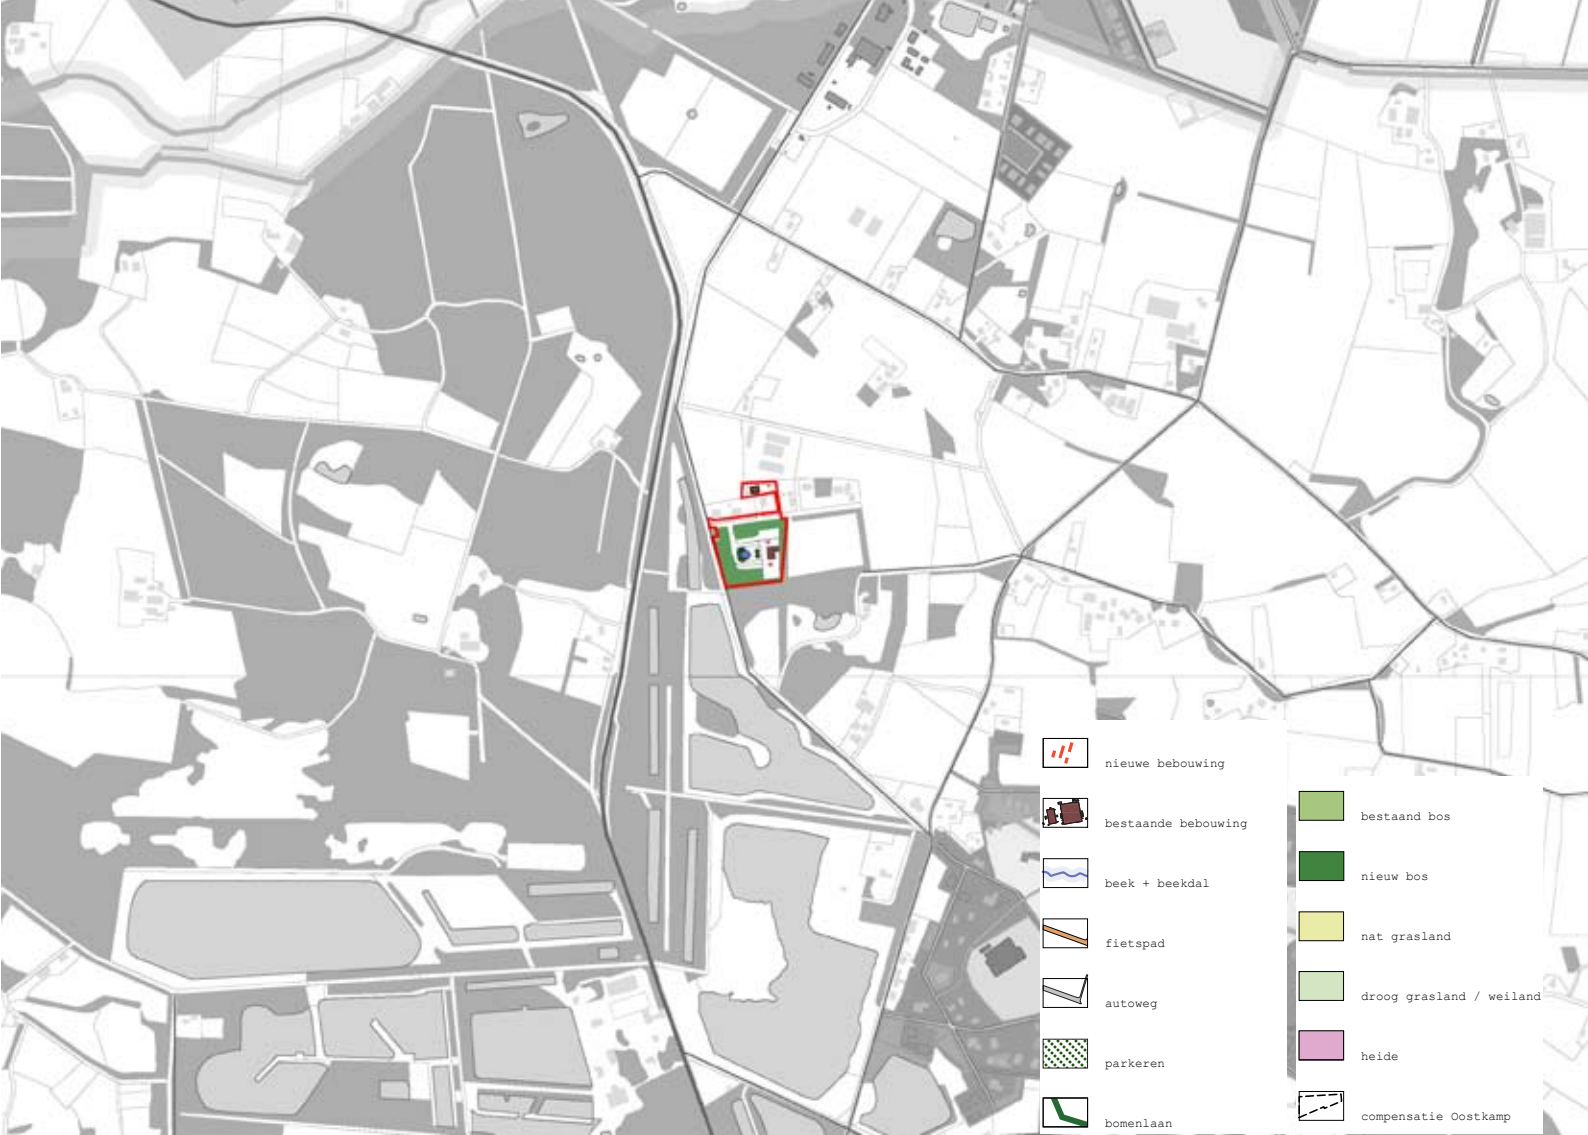 nieuwe bebouwing
bestaande bebouwing
beek + beekdal
fietspad
autoweg
parkeren
bomenlaan
bestaand bos
nieuw bos
nat grasland
droog grasland / weiland
heide
compensatie Oostkamp